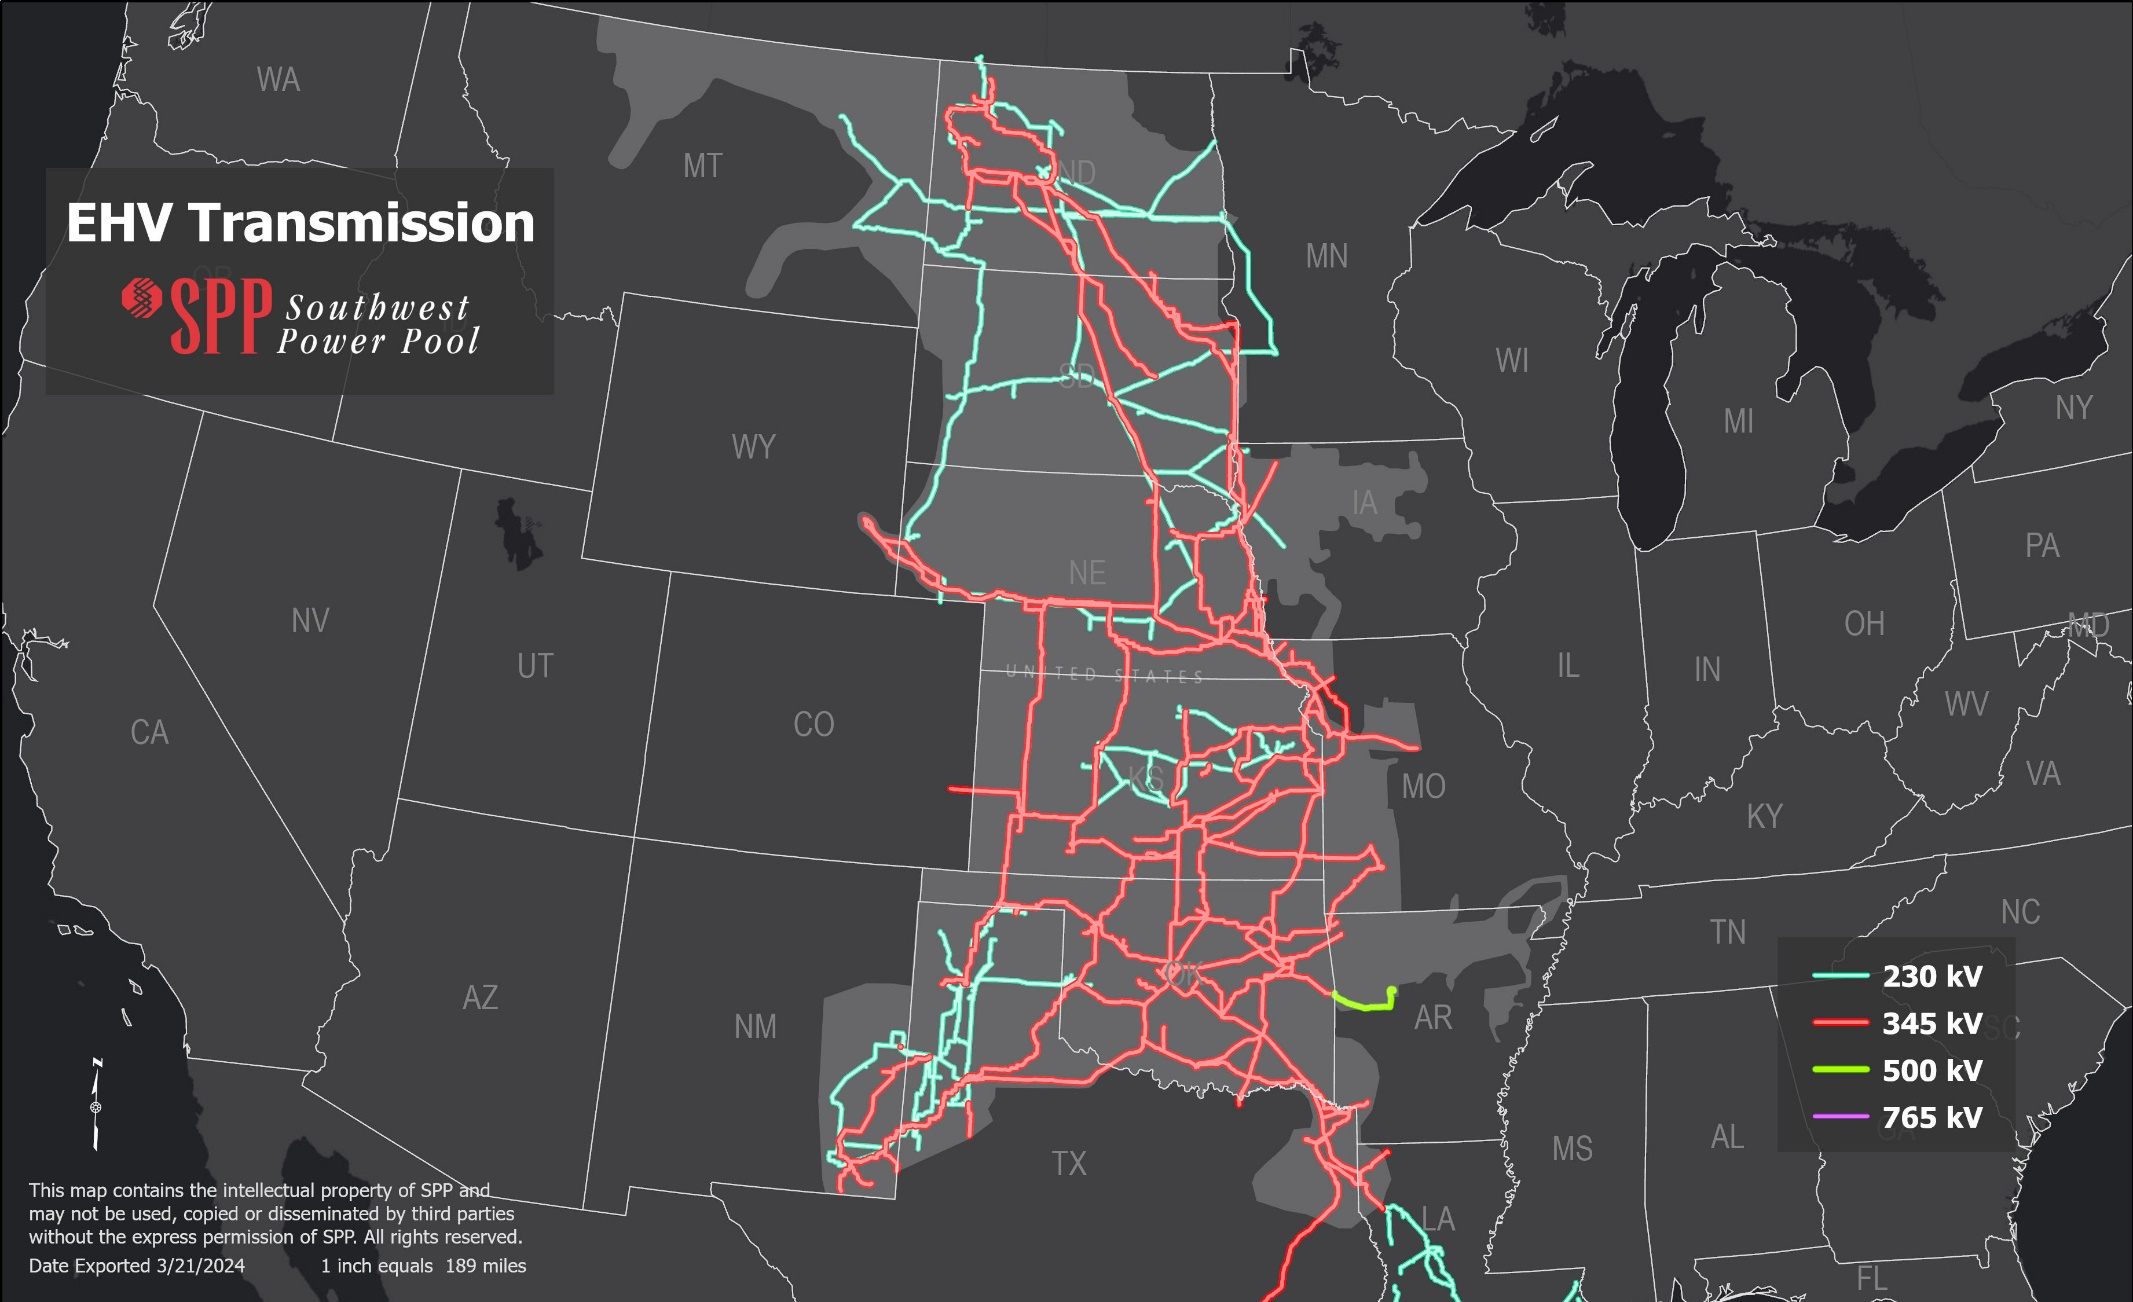 WA
MT
ND
MN
EHV Transmission
SPP Southwest
Power Pool
OR
ID
SD
WI
MI
NY
WY
IA
PA
NE
NV
UT
UNITED STATES
IL
IN
OH
MD
WV
CA
CO
KS
MO
KY
VA
TN
NC
AZ
NM
OK
AR
SC
230 kV
345 kV
500 kV
765 kV
GA
N
TX
LA
MS
AL
FL
This map contains the intellectual property of SPP and
may not be used, copied or disseminated by third parties
without the express permission of SPP. All rights reserved.
Date Exported 3/21/2024 1 inch equals 189 miles